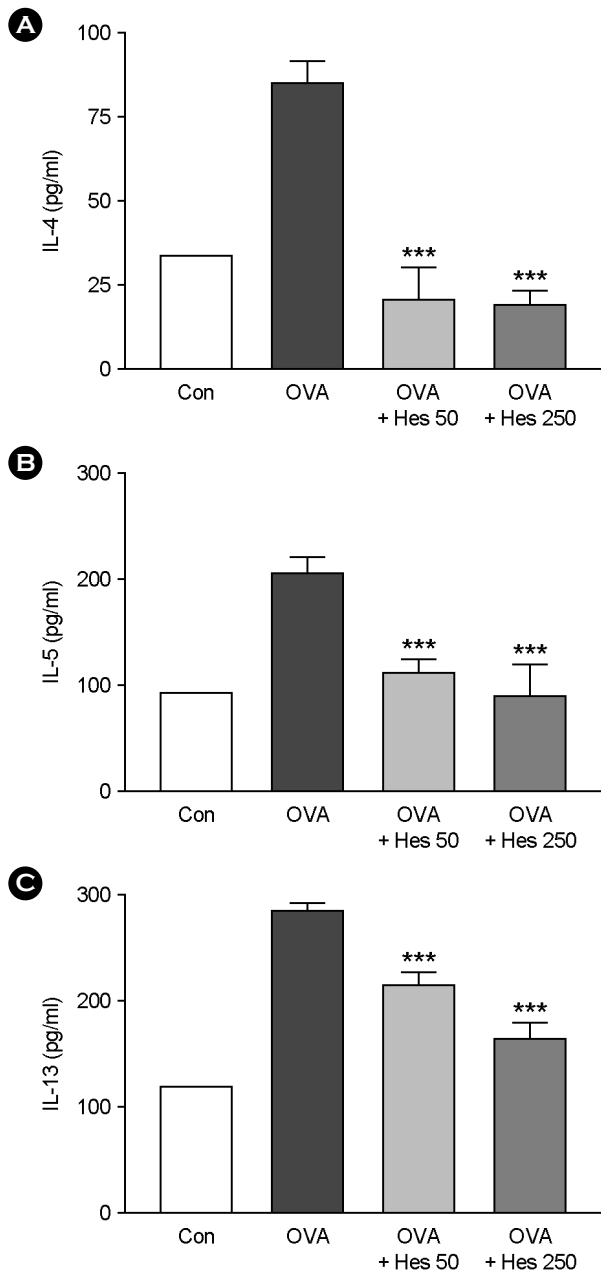 A
100
75
50
25
0
IL-4 (pg/ml)
***
***
Con
OVA
OVA
+ Hes 50
OVA
+ Hes 250
B
300
200
100
0
IL-5 (pg/ml)
***
***
Con
OVA
OVA
+ Hes 50
OVA
+ Hes 250
C
300
200
100
0
IL-13 (pg/ml)
***
***
Con
OVA
OVA
+ Hes 50
OVA
+ Hes 250